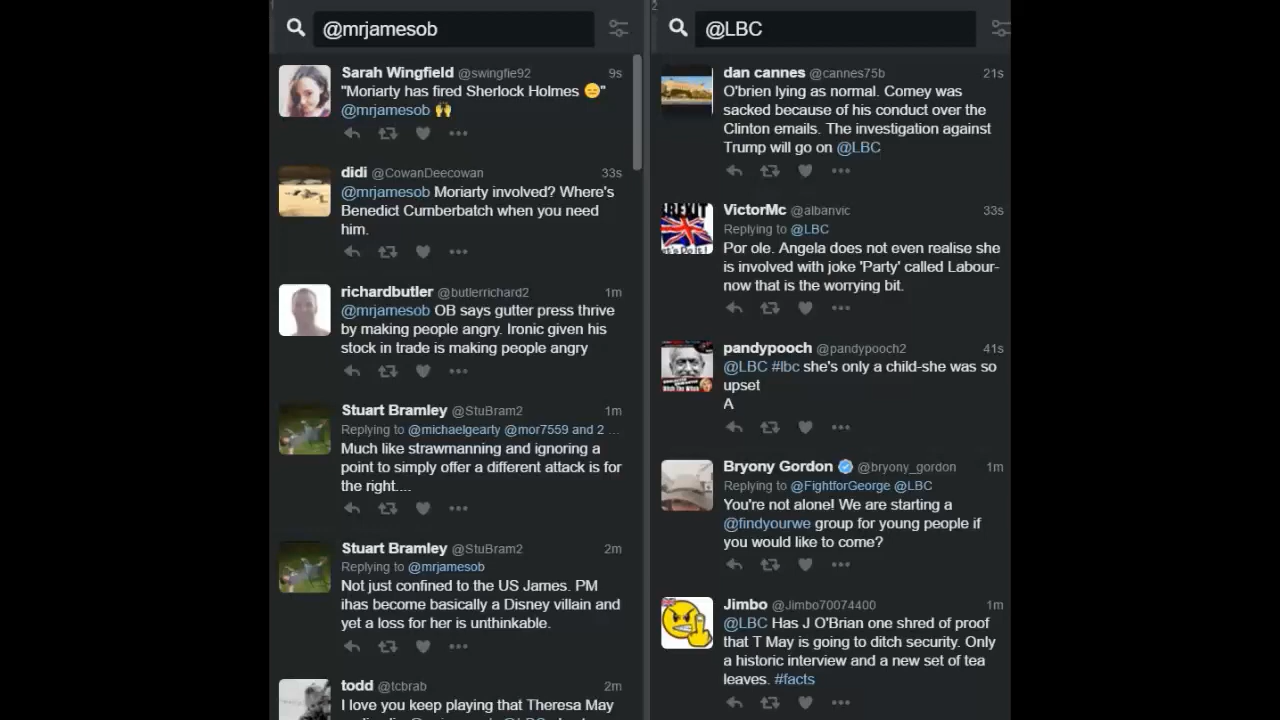 1
@mrjamesob
Sarah Wingfield @swingfie92 9s
"Moriarty has fired Sherlock Holmes 😑"
@mrjamesob 🙌
didi @CowanDeecowan 33s
@mrjamesob Moriarty involved? Where's
Benedict Cumberbatch when you need
him.
richardbutler @butlerrichard2 1m
@mrjamesob OB says gutter press thrive
by making people angry. Ironic given his
stock in trade is making people angry
Stuart Bramley @StuBram2 1m
Replying to @michaelgearty @mor7559 and 2 ...
Much like strawmanning and ignoring a
point to simply offer a different attack is for
the right....
Stuart Bramley @StuBram2 2m
Replying to @mrjamesob
Not just confined to the US James. PM
ihas become basically a Disney villain and
yet a loss for her is unthinkable.
todd @tcbrab 2m
I love you keep playing that Theresa May
2
@LBC
dan cannes @cannes75b 21s
O'brien lying as normal. Comey was
sacked because of his conduct over the
Clinton emails. The investigation against
Trump will go on @LBC
BREXIT
VictorMc @albanvic 33s
Replying to @LBC
Por ole. Angela does not even realise she
is involved with joke 'Party' called Labour-
now that is the worrying bit.
pandypooch @pandypooch2 41s
@LBC #lbc she's only a child-she was so
upset
A
Bryony Gordon @bryony_gordon 1m
Replying to @FightforGeorge @LBC
You're not alone! We are starting a
@findyourwe group for young people if
you would like to come?
Jimbo @Jimbo70074400 1m
@LBC Has J O'Brian one shred of proof
that T May is going to ditch security. Only
a historic interview and a new set of tea
leaves. #facts